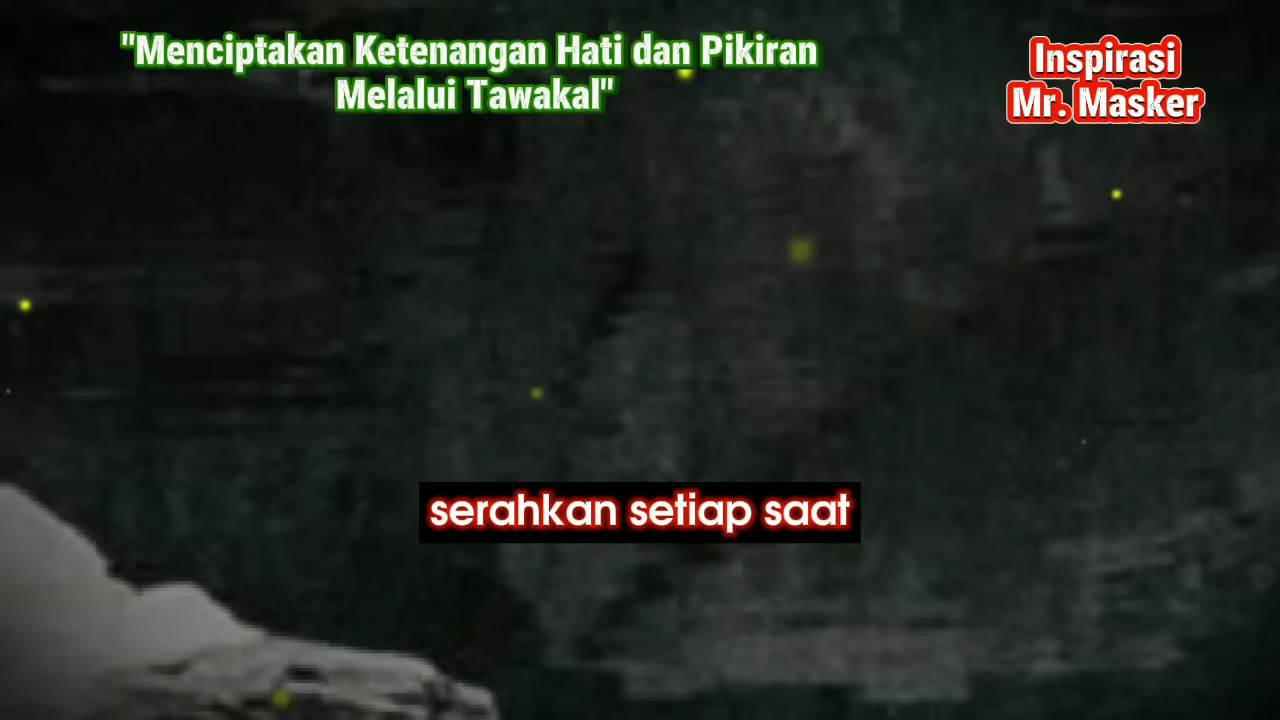 "Menciptakan Ketenangan Hati dan Pikiran
Melalui Tawakal"
Inspirasi
Mr. Masker
serahkan setiap saat